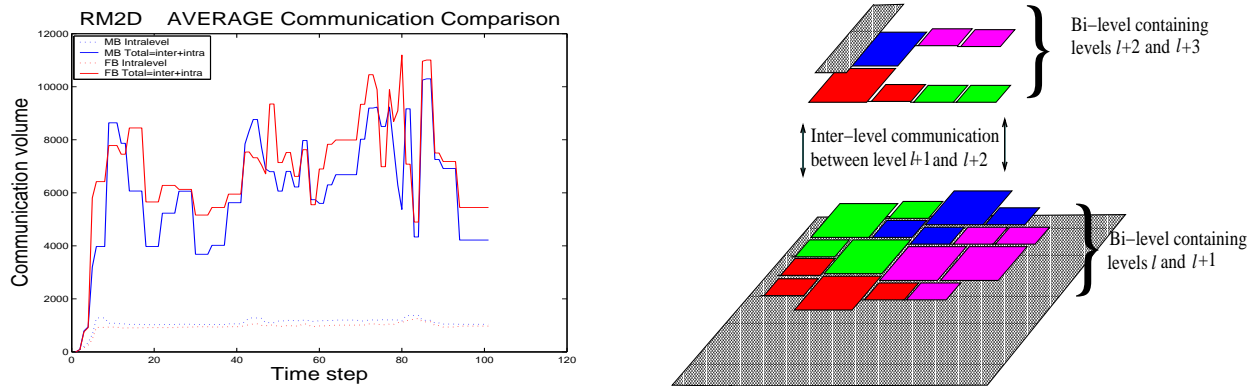 RM2D AVERAGE Communication Comparison
MB Intralevel
MB Total=inter+intra
FB Intralevel
FB Total=inter+intra
Communication volume
12000
10000
8000
6000
4000
2000
0
0 20 40 60 80 100 120
Time step
Bi–level containing
levels l+2 and l+3
Inter–level communication
between level l+1 and l+2
Bi–level containing
levels l and l+1